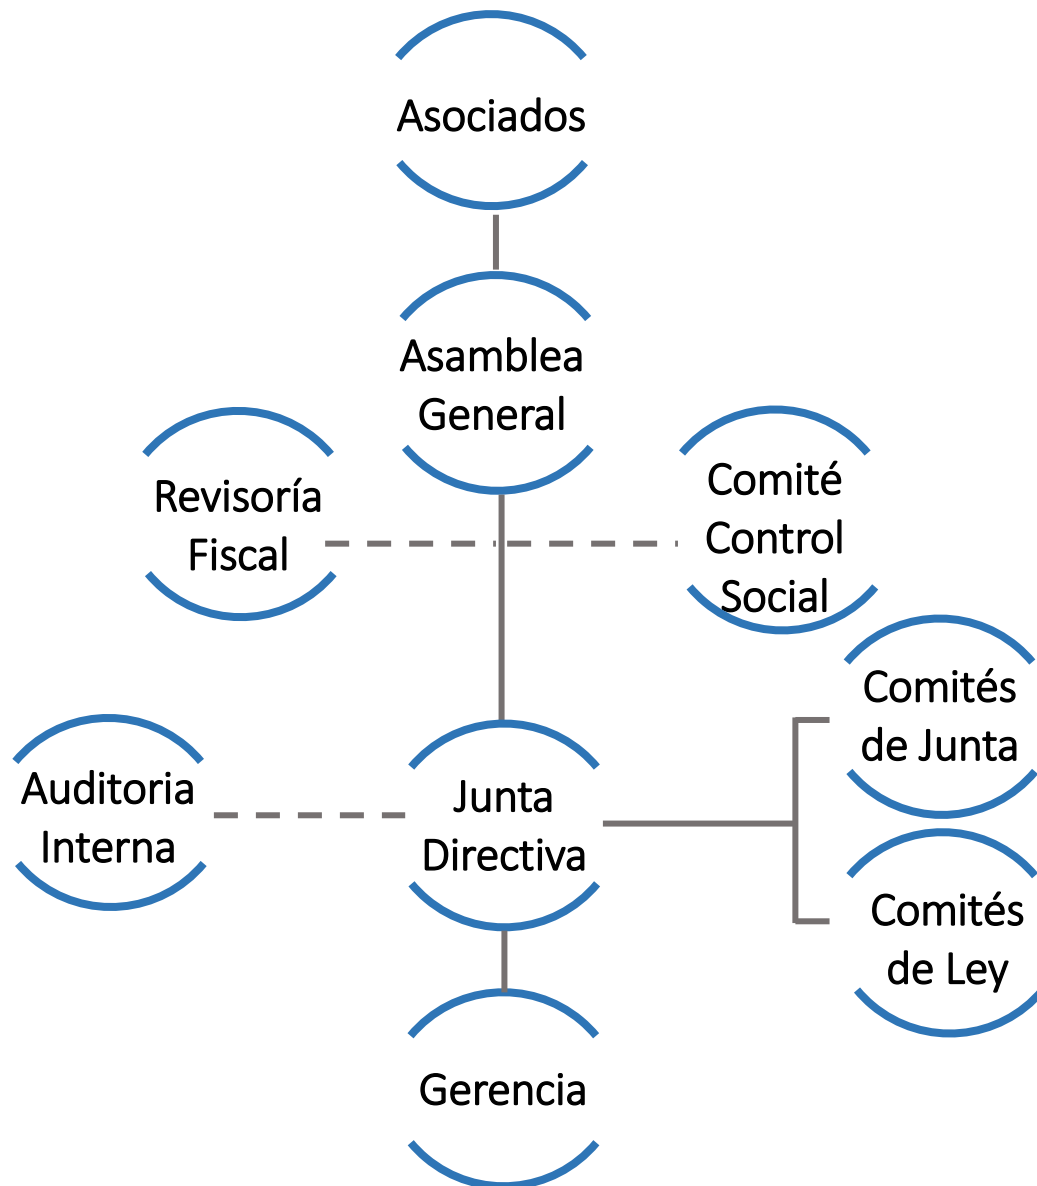 Asociados
Asamblea
General
Revisoría
Fiscal
Comité
Control
Social
Comités
de Junta
Auditoria
Interna
Junta
Directiva
Comités
de Ley
Gerencia